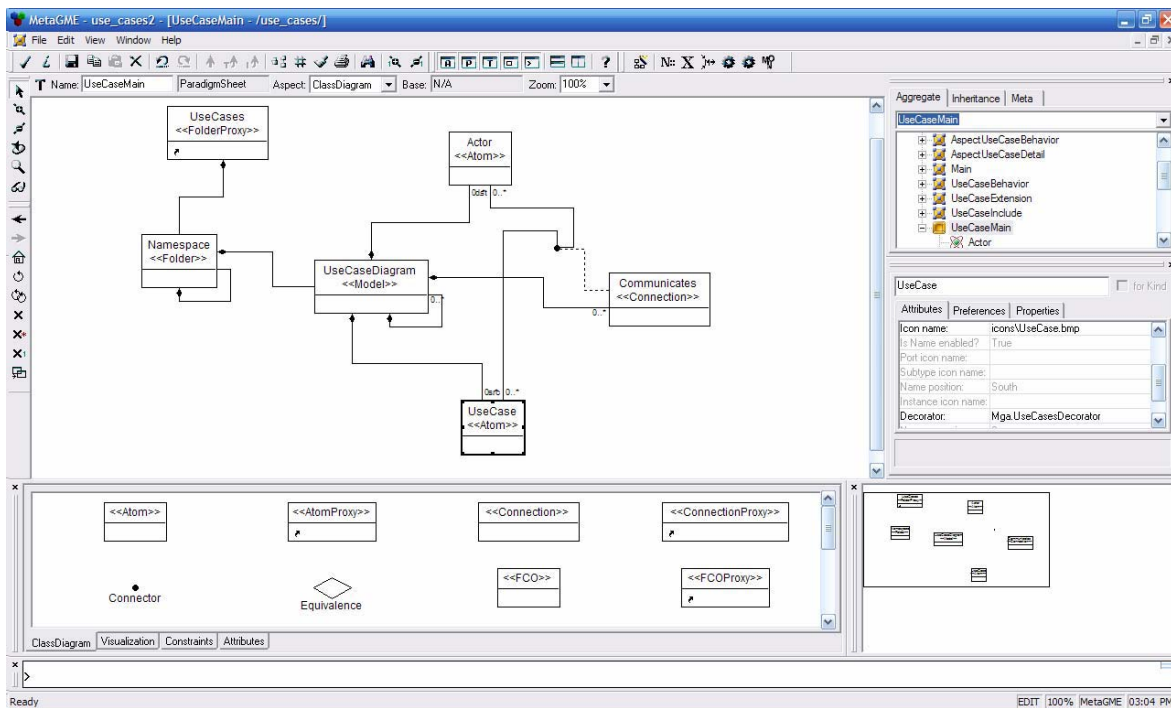 MetaGME - use_cases2 - [UseCaseMain - /use_cases/]
File Edit View Window Help
Name: UseCaseMain ParadigmSheet Aspect: ClassDiagram Base: N/A Zoom: 100%
UseCases
<<FolderProxy>>
Actor
<<Atom>>
0..*
Namespace
<<Folder>>
UseCaseDiagram
<<Model>>
0..*
Communicates
<<Connection>>
0..*
0..*
UseCase
<<Atom>>
Aggregate Inheritance Meta
UseCaseMain
AspectUseCaseBehavior
AspectUseCaseDetail
Main
UseCaseBehavior
UseCaseExtension
UseCaseInclude
UseCaseMain
Actor
UseCase for Kind
Attributes Preferences Properties
Icon name: icons\UseCase.bmp
Is Name enabled? True
Port icon name:
Subtype icon name:
Name position: South
Instance icon name:
Decorator: Mga.UseCasesDecorator
<<Atom>> <<AtomProxy>> <<Connection>> <<ConnectionProxy>>
Connector Equivalence <<FCO>> <<FCOProxy>>
ClassDiagram Visualization Constraints Attributes
>
Ready EDIT 100% MetaGME 03:04 PM